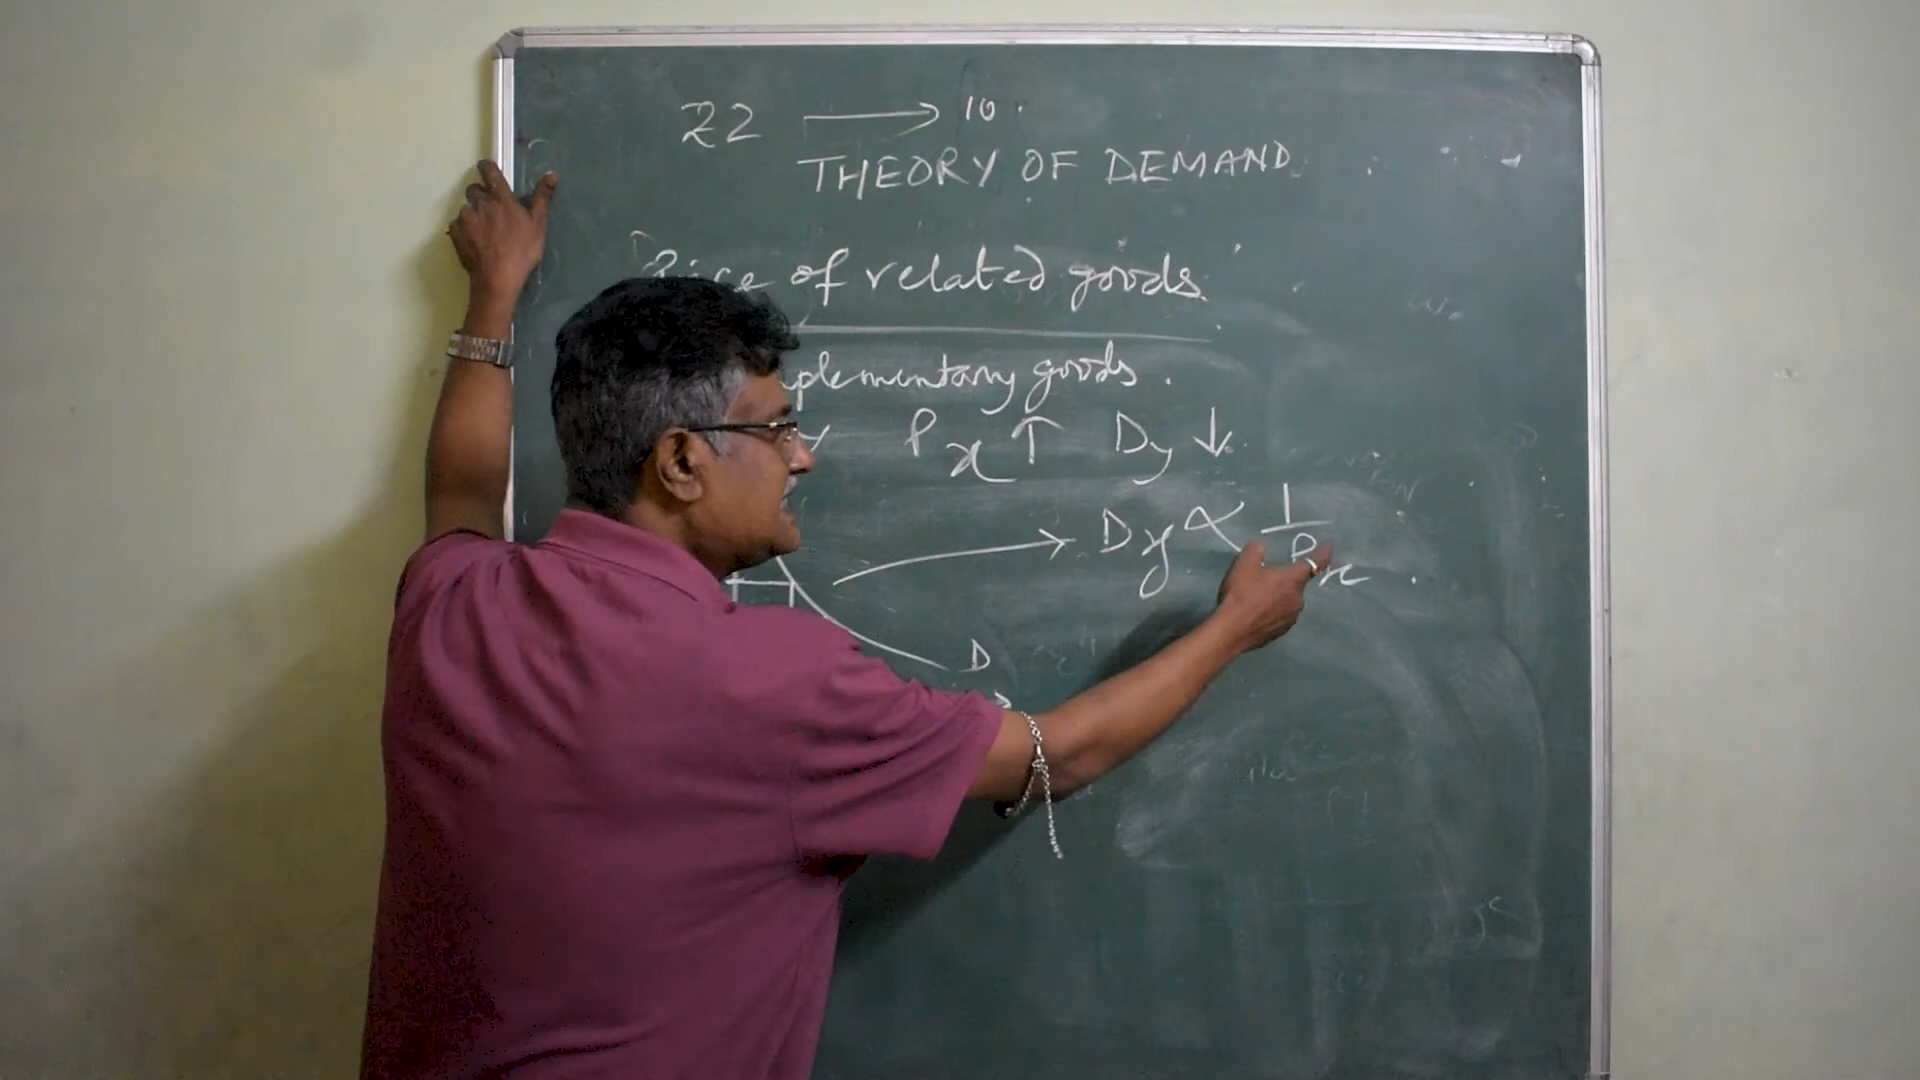 22 → 10.
THEORY OF DEMAND
Price of related goods.
plementary goods.
Px ↑ Dy ↓
→ Dy ∝ 1/Px.
D